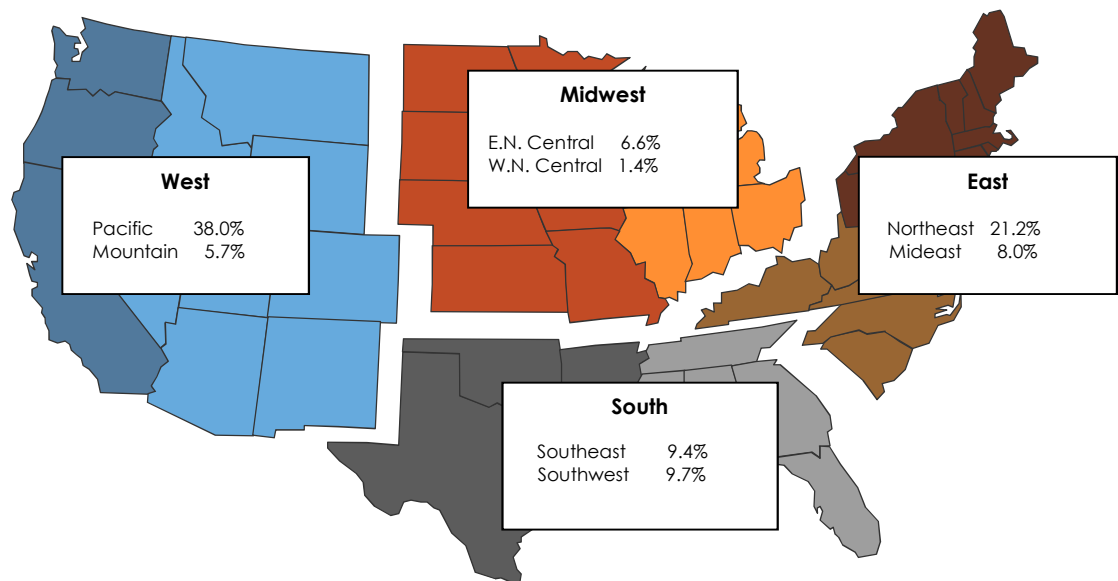 Midwest
E.N. Central 6.6%
W.N. Central 1.4%
West
Pacific 38.0%
Mountain 5.7%
East
Northeast 21.2%
Mideast 8.0%
South
Southeast 9.4%
Southwest 9.7%